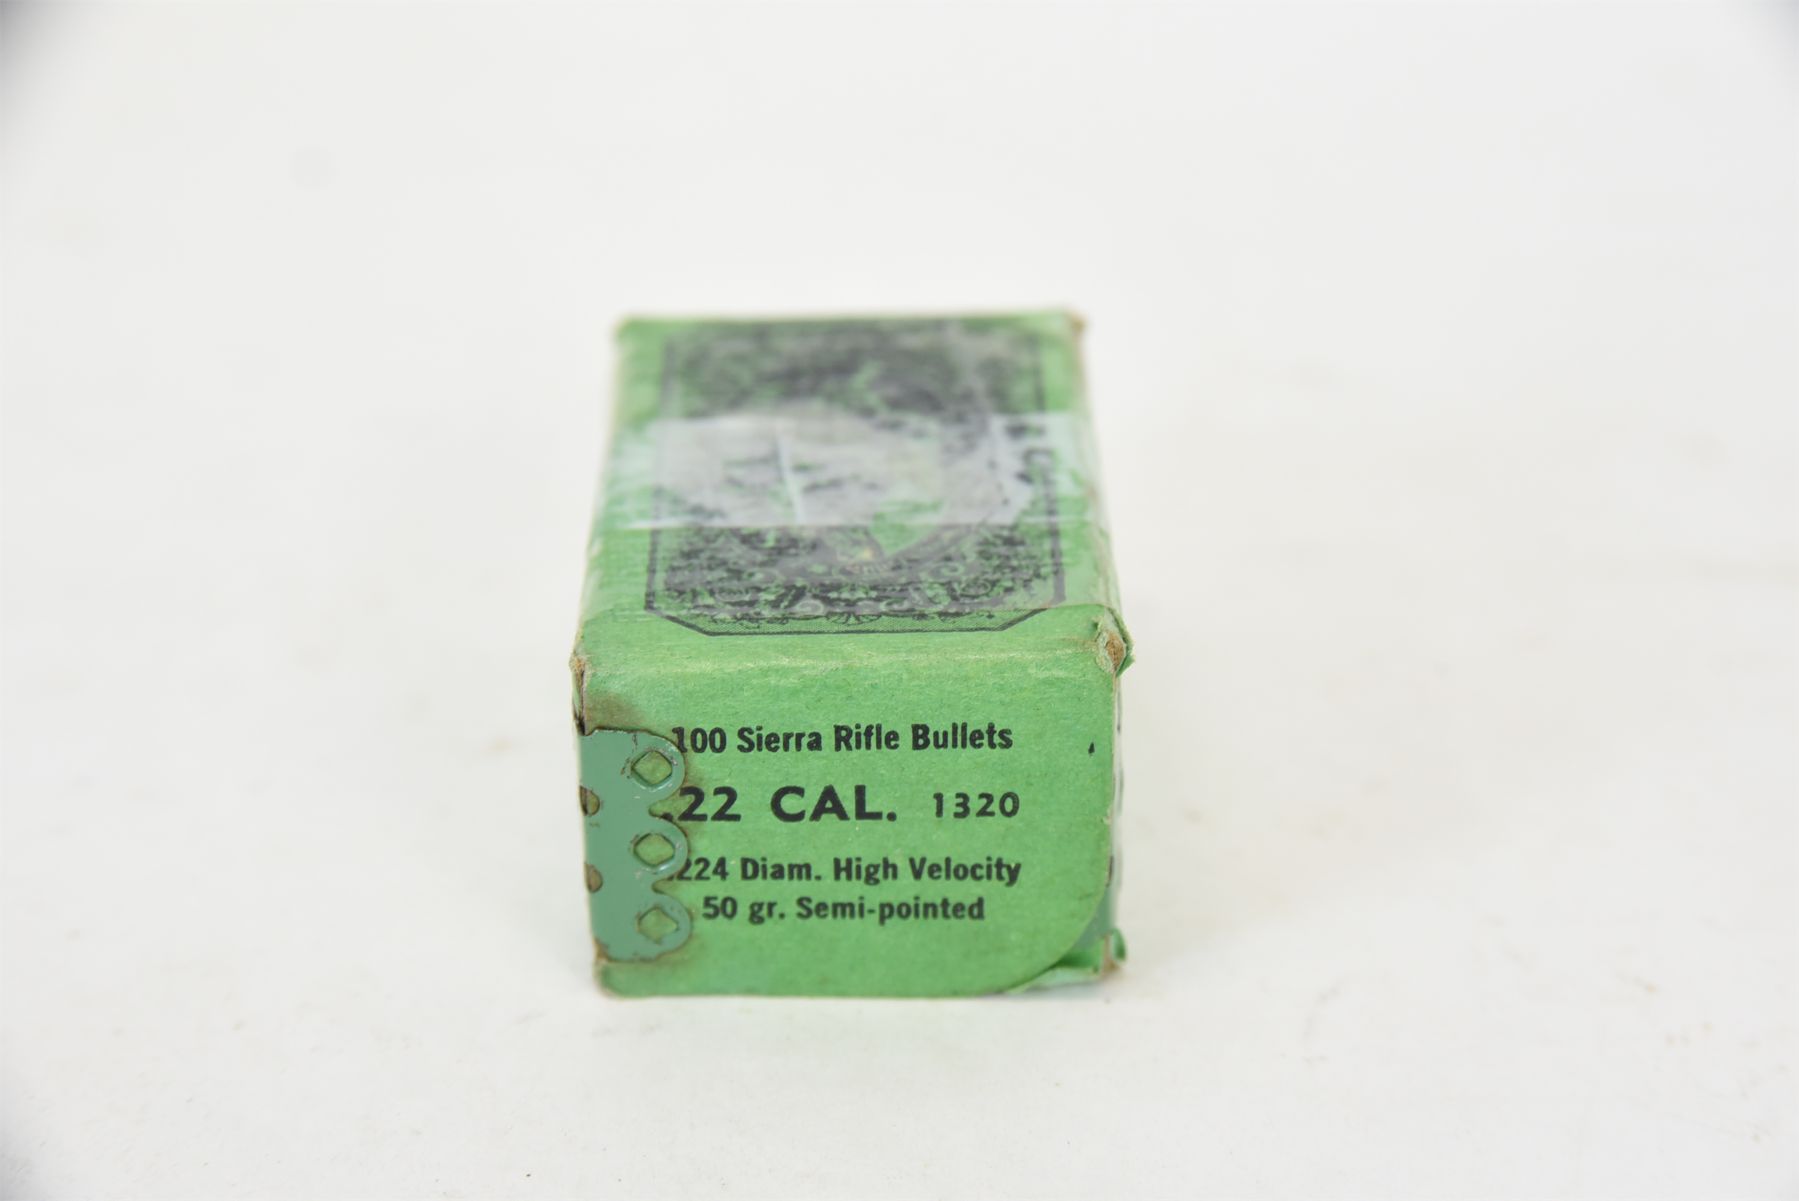 100 Sierra Rifle Bullets
.22 CAL. 1320
.224 Diam. High Velocity
50 gr. Semi-pointed